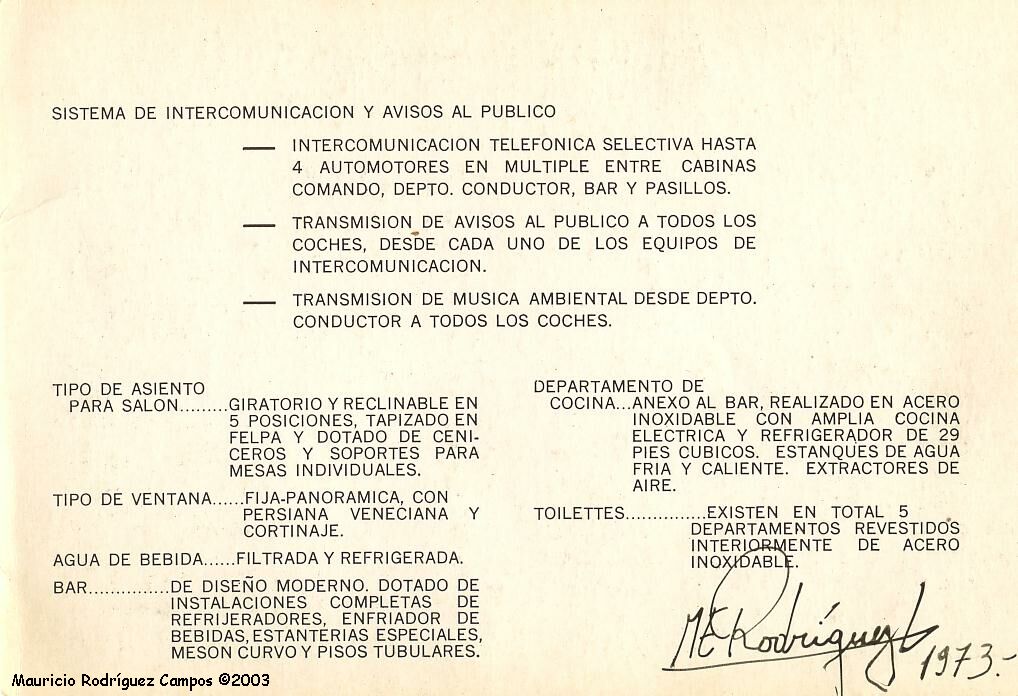 SISTEMA DE INTERCOMUNICACION Y AVISOS AL PUBLICO
— INTERCOMUNICACION TELEFONICA SELECTIVA HASTA
4 AUTOMOTORES EN MULTIPLE ENTRE CABINAS
COMANDO, DEPTO. CONDUCTOR, BAR Y PASILLOS.
— TRANSMISION DE AVISOS AL PUBLICO A TODOS LOS
COCHES, DESDE CADA UNO DE LOS EQUIPOS DE
INTERCOMUNICACION.
— TRANSMISION DE MUSICA AMBIENTAL DESDE DEPTO.
CONDUCTOR A TODOS LOS COCHES.
TIPO DE ASIENTO
PARA SALON.........GIRATORIO Y RECLINABLE EN
5 POSICIONES, TAPIZADO EN
FELPA Y DOTADO DE CENI-
CEROS Y SOPORTES PARA
MESAS INDIVIDUALES.
TIPO DE VENTANA......FIJA-PANORAMICA, CON
PERSIANA VENECIANA Y
CORTINAJE.
AGUA DE BEBIDA......FILTRADA Y REFRIGERADA.
BAR...............DE DISEÑO MODERNO. DOTADO DE
INSTALACIONES COMPLETAS DE
REFRIJERADORES, ENFRIADOR DE
BEBIDAS, ESTANTERIAS ESPECIALES,
MESON CURVO Y PISOS TUBULARES.
DEPARTAMENTO DE
COCINA...ANEXO AL BAR, REALIZADO EN ACERO
INOXIDABLE CON AMPLIA COCINA
ELECTRICA Y REFRIGERADOR DE 29
PIES CUBICOS. ESTANQUES DE AGUA
FRIA Y CALIENTE. EXTRACTORES DE
AIRE.
TOILETTES...............EXISTEN EN TOTAL 5
DEPARTAMENTOS REVESTIDOS
INTERIORMENTE DE ACERO
INOXIDABLE.
MERodríguez
1973.-
Mauricio Rodríguez Campos ©2003